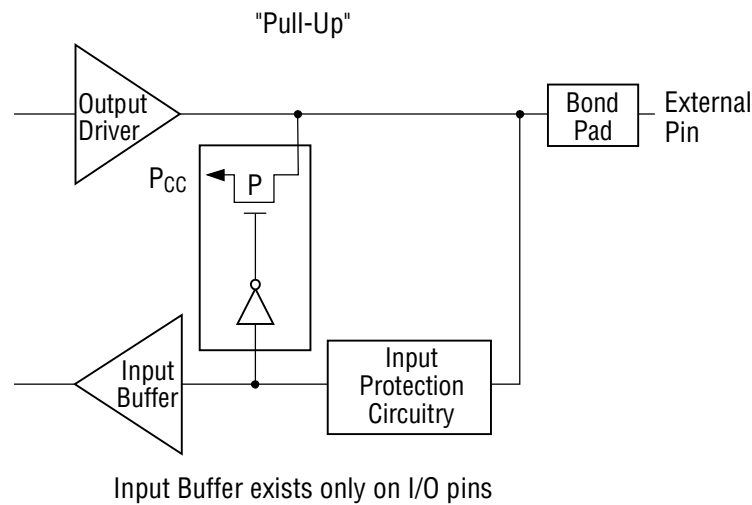 "Pull-Up"
Output
Driver
Bond
Pad
External
Pin
PCC
P
Input
Buffer
Input
Protection
Circuitry
Input Buffer exists only on I/O pins